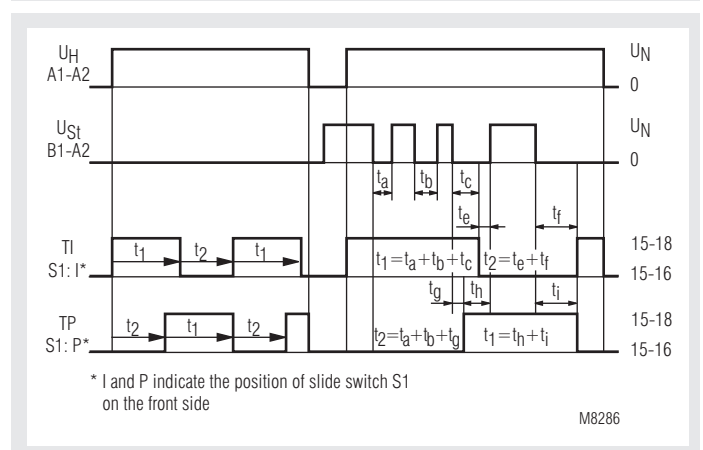 UH
A1-A2
UN
0
USt
B1-A2
UN
0
ta
tb
tc
te
tf
TI
S1: I*
t1
t2
t1
t1=ta+tb+tc
t2=te+tf
15-18
15-16
tg
th
ti
TP
S1: P*
t2
t1
t2
t2=ta+tb+tg
t1=th+ti
15-18
15-16
* I and P indicate the position of slide switch S1
on the front side
M8286